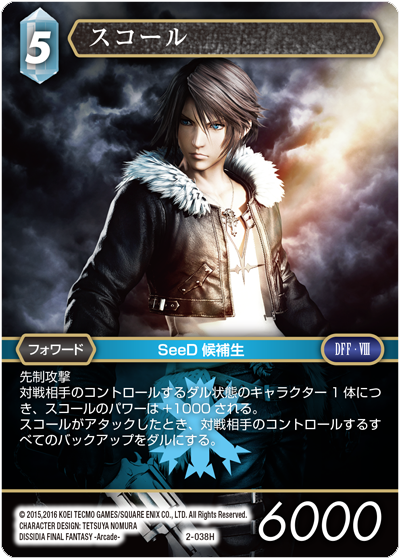 5
スコール
フォワード
SeeD 候補生
DFF・VIII
先制攻撃
対戦相手のコントロールするダル状態のキャラクター 1 体につ
き、スコールのパワーは +1000 される。
スコールがアタックしたとき、対戦相手のコントロールするす
べてのバックアップをダルにする。
© 2015,2016 KOEI TECMO GAMES/SQUARE ENIX CO., LTD. All Rights Reserved.
CHARACTER DESIGN: TETSUYA NOMURA
DISSIDIA FINAL FANTASY -Arcade-
2-038H
6000